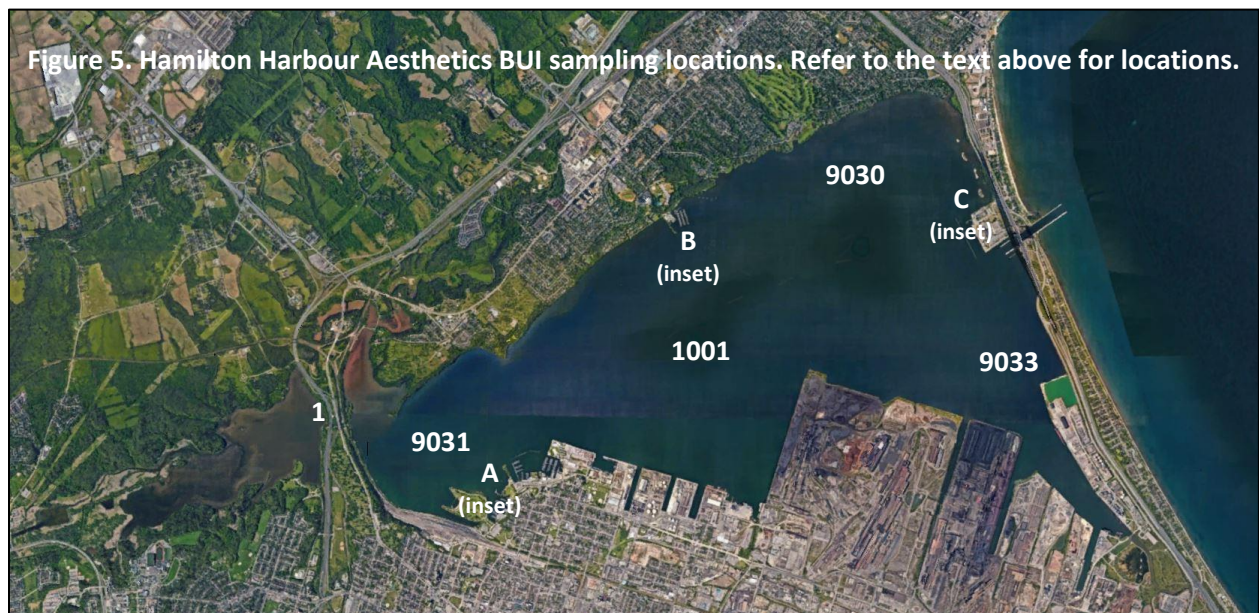 Figure 5. Hamilton Harbour Aesthetics BUI sampling locations. Refer to the text above for locations.
9030
C
(inset)
B
(inset)
1001
9033
1
9031
A
(inset)